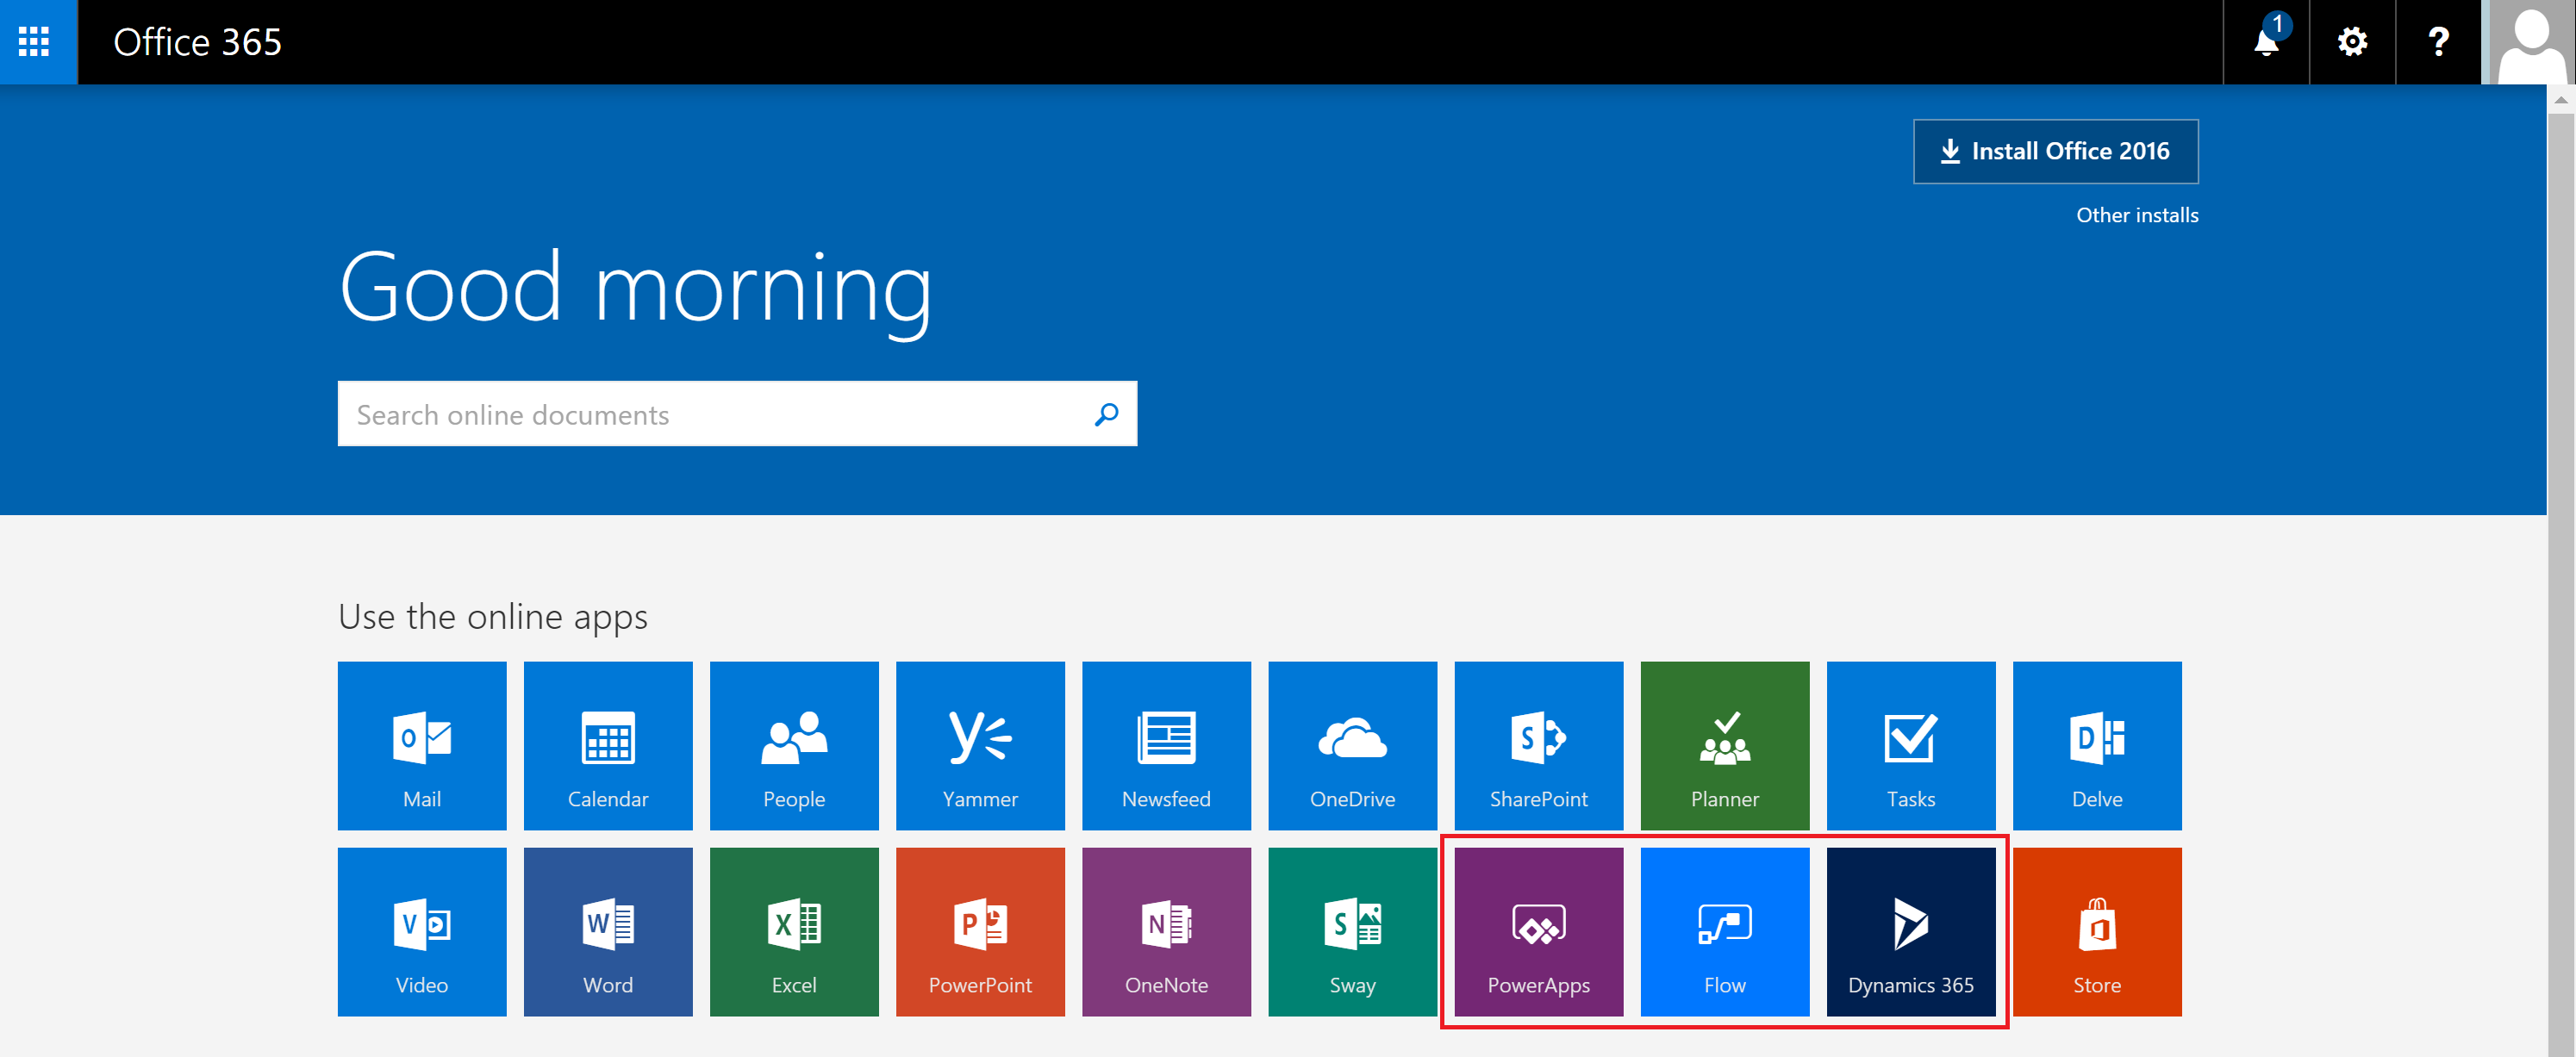 Office 365
1
?
Install Office 2016
Other installs
Good morning
Search online documents
Use the online apps
Mail Calendar People Yammer Newsfeed OneDrive SharePoint Planner Tasks Delve
Video Word Excel PowerPoint OneNote Sway PowerApps Flow Dynamics 365 Store